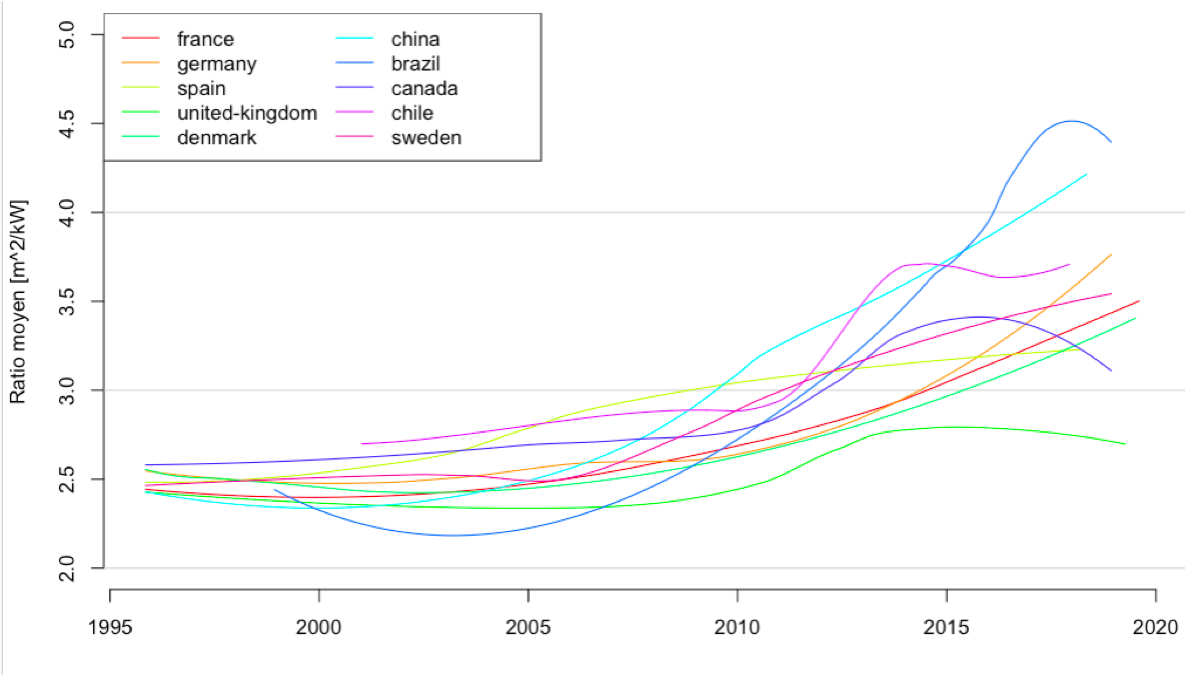 france
germany
spain
united-kingdom
denmark
china
brazil
canada
chile
sweden
Ratio moyen [m^2/kW]
5.0
4.5
4.0
3.5
3.0
2.5
2.0
1995 2000 2005 2010 2015 2020